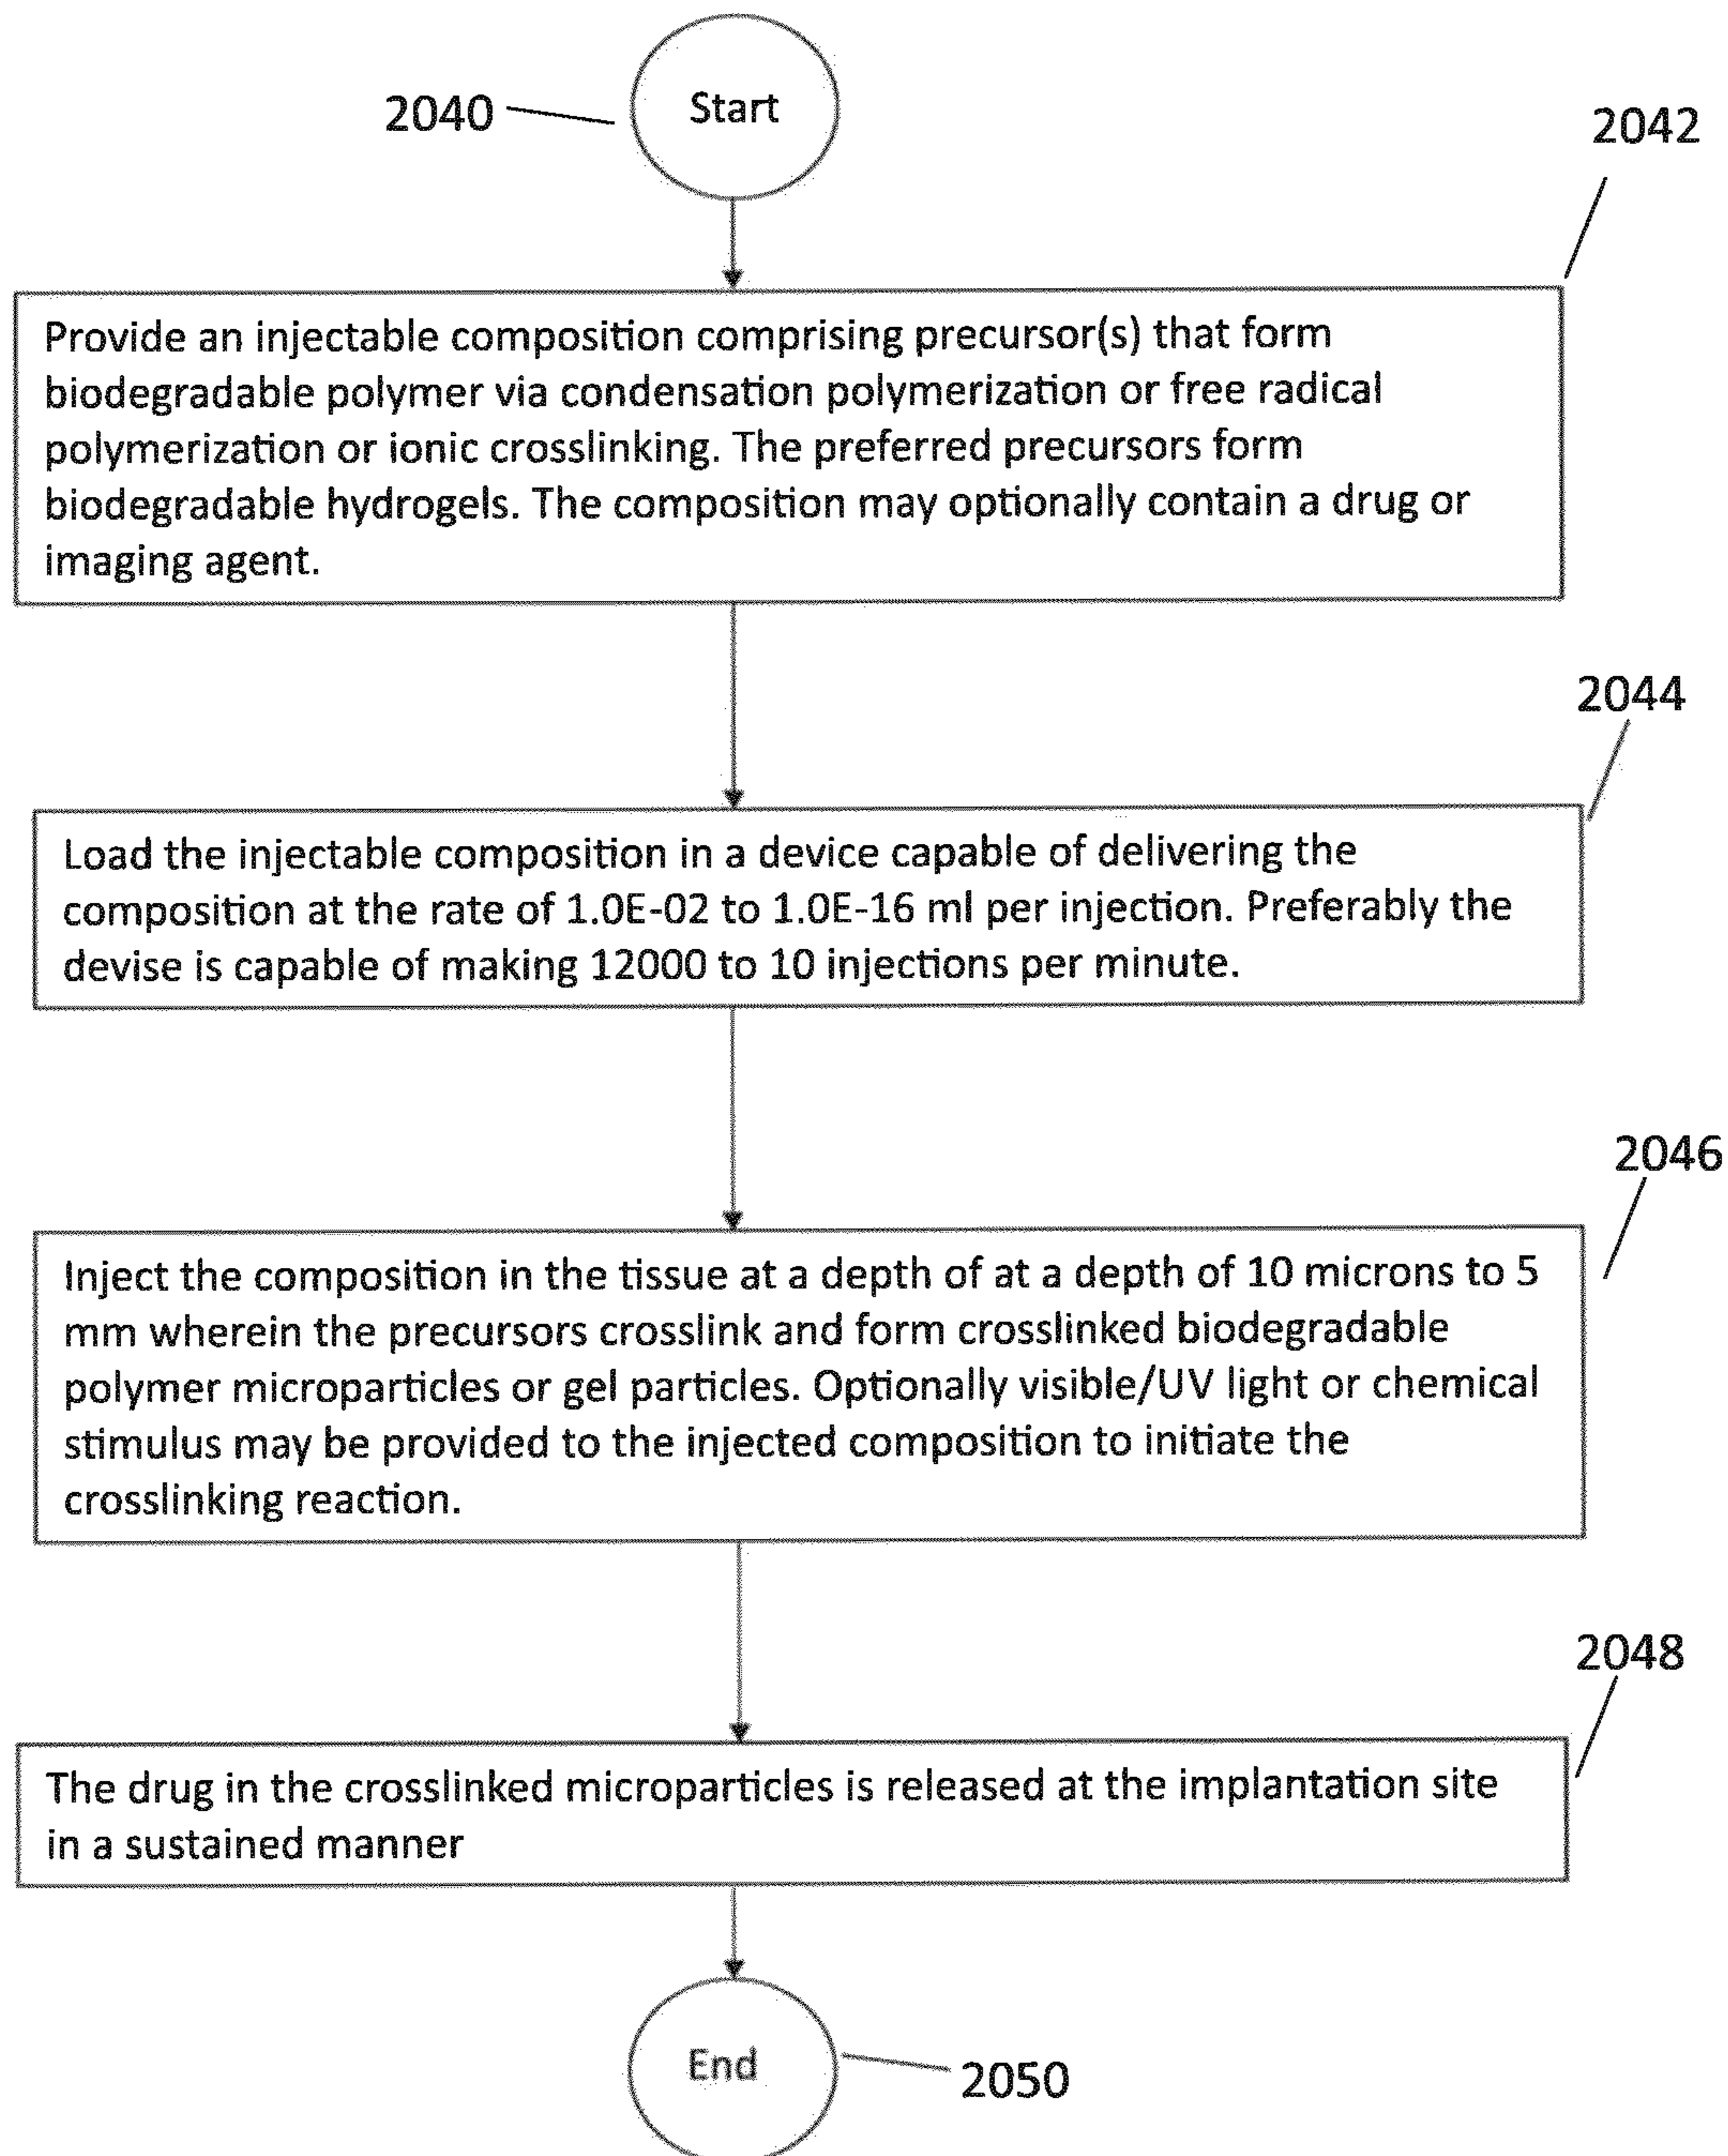 2040
Start
2042
Provide an injectable composition comprising precursor(s) that form
biodegradable polymer via condensation polymerization or free radical
polymerization or ionic crosslinking. The preferred precursors form
biodegradable hydrogels. The composition may optionally contain a drug or
imaging agent.
2044
Load the injectable composition in a device capable of delivering the
composition at the rate of 1.0E-02 to 1.0E-16 ml per injection. Preferably the
devise is capable of making 12000 to 10 injections per minute.
2046
Inject the composition in the tissue at a depth of at a depth of 10 microns to 5
mm wherein the precursors crosslink and form crosslinked biodegradable
polymer microparticles or gel particles. Optionally visible/UV light or chemical
stimulus may be provided to the injected composition to initiate the
crosslinking reaction.
2048
The drug in the crosslinked microparticles is released at the implantation site
in a sustained manner
End
2050